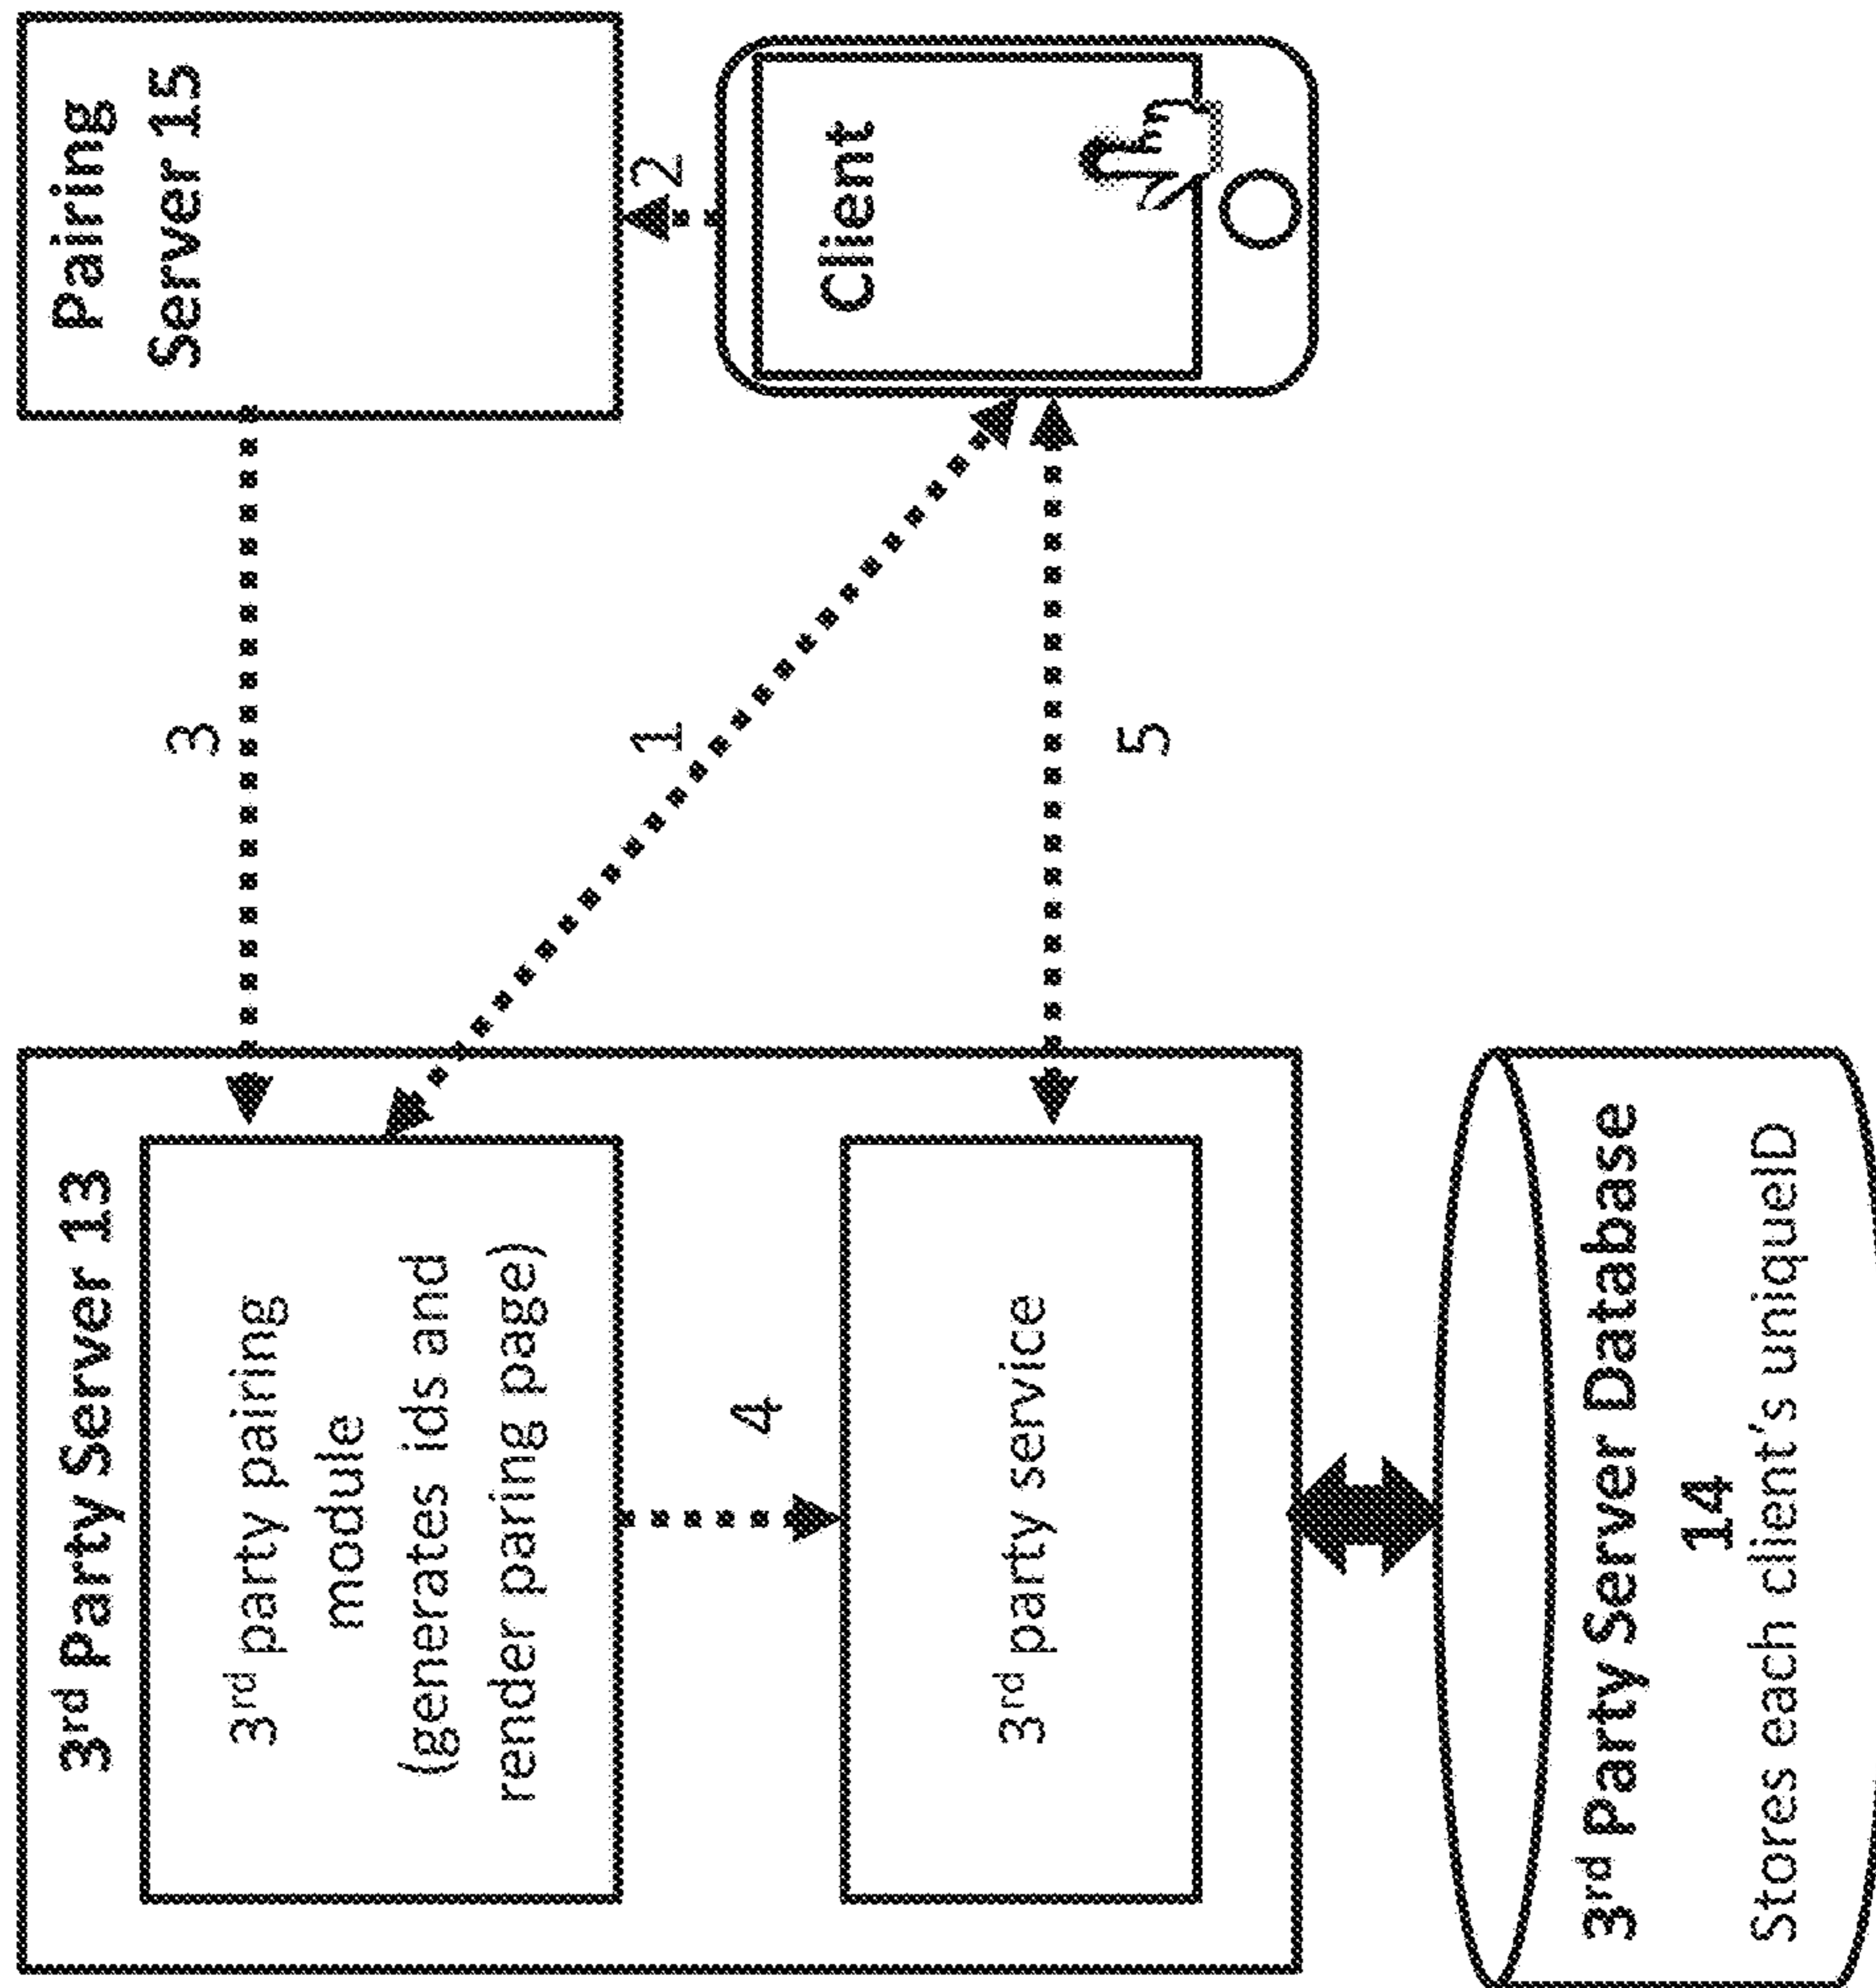 3rd Party Server 13
3rd party pairing
module
(generates ids and
render paring page)
4
3rd party service
3rd Party Server Database
14
Stores each client's uniqueID
3
1
5
Pairing
Server 15
2
Client